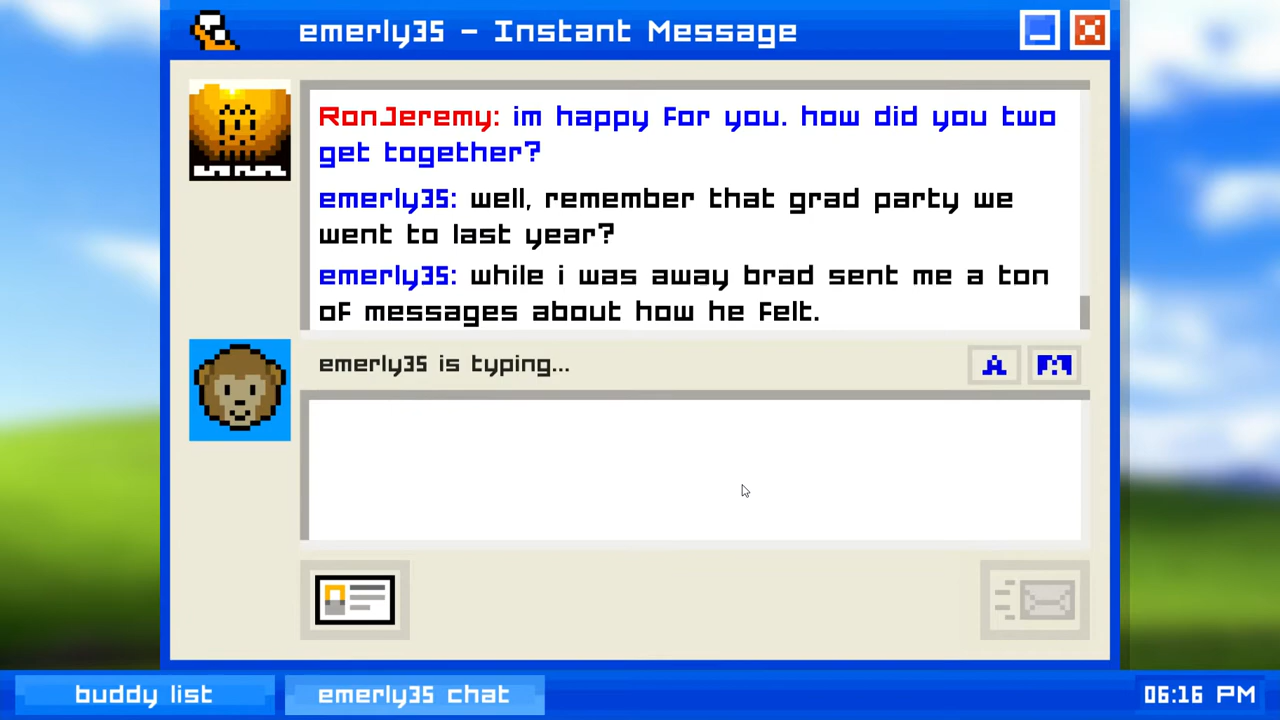 emerly35 - Instant Message
RonJeremy: im happy for you. how did you two
get together?
emerly35: well, remember that grad party we
went to last year?
emerly35: while i was away brad sent me a ton
of messages about how he felt.
emerly35 is typing...
A
buddy list
emerly35 chat
06:16 PM